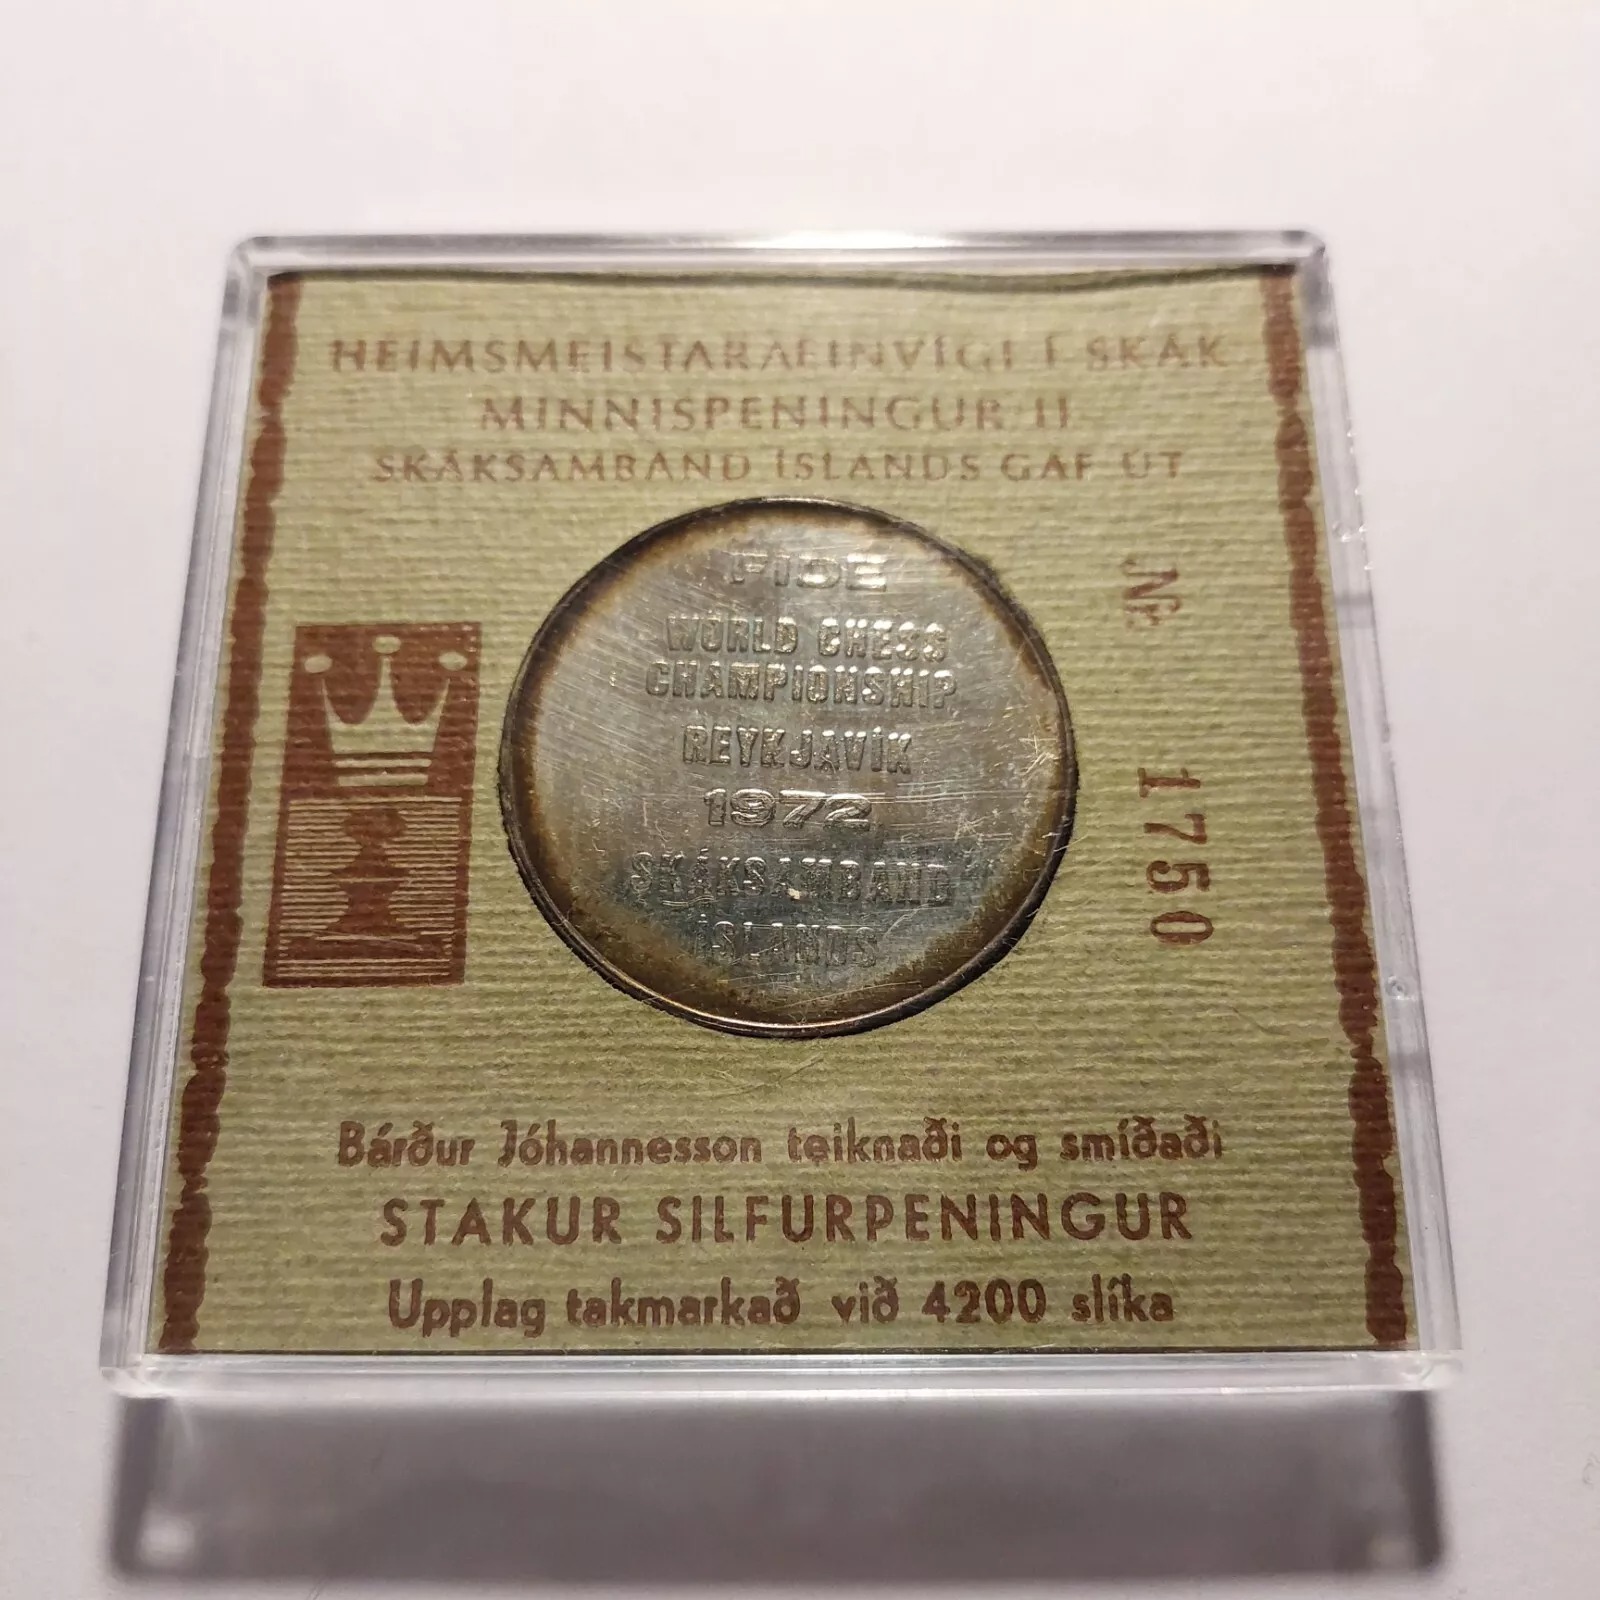 HEIMSMEISTARAEINVÍGI Í SKÁK
MINNISPENINGUR II
SKÁKSAMBAND ÍSLANDS GAF ÚT
FIDE
WORLD CHESS
CHAMPIONSHIP
REYKJAVÍK
1972
SKÁKSAMBAND
ÍSLANDS
Nr. 1750
Bárður Jóhannesson teiknaði og smíðaði
STAKUR SILFURPENINGUR
Upplag takmarkað við 4200 slíka